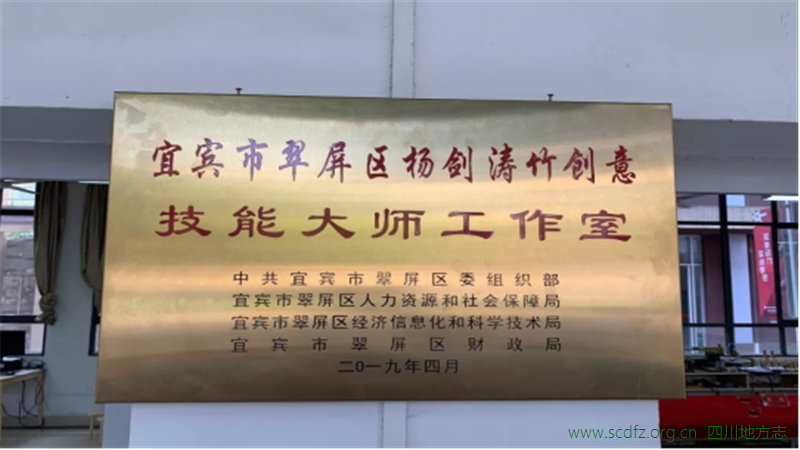 宜宾市翠屏区杨剑涛竹创意
技能大师工作室
中共宜宾市翠屏区委组织部
宜宾市翠屏区人力资源和社会保障局
宜宾市翠屏区经济信息化和科学技术局
宜宾市翠屏区财政局
二0一九年四月
www.scdfz.org.cn 四川地方志